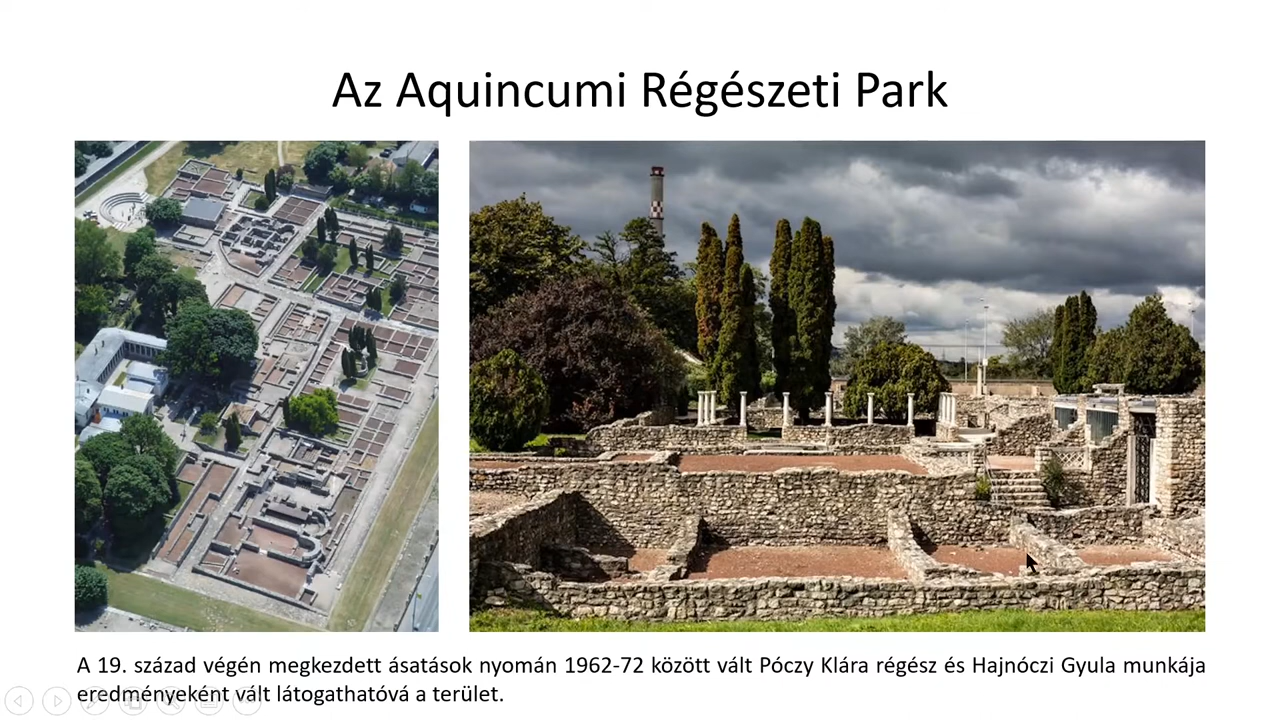 Az Aquincumi Régészeti Park
A 19. század végén megkezdett ásatások nyomán 1962-72 között vált Póczy Klára régész és Hajnóczi Gyula munkája
eredményeként vált látogathatóvá a terület.